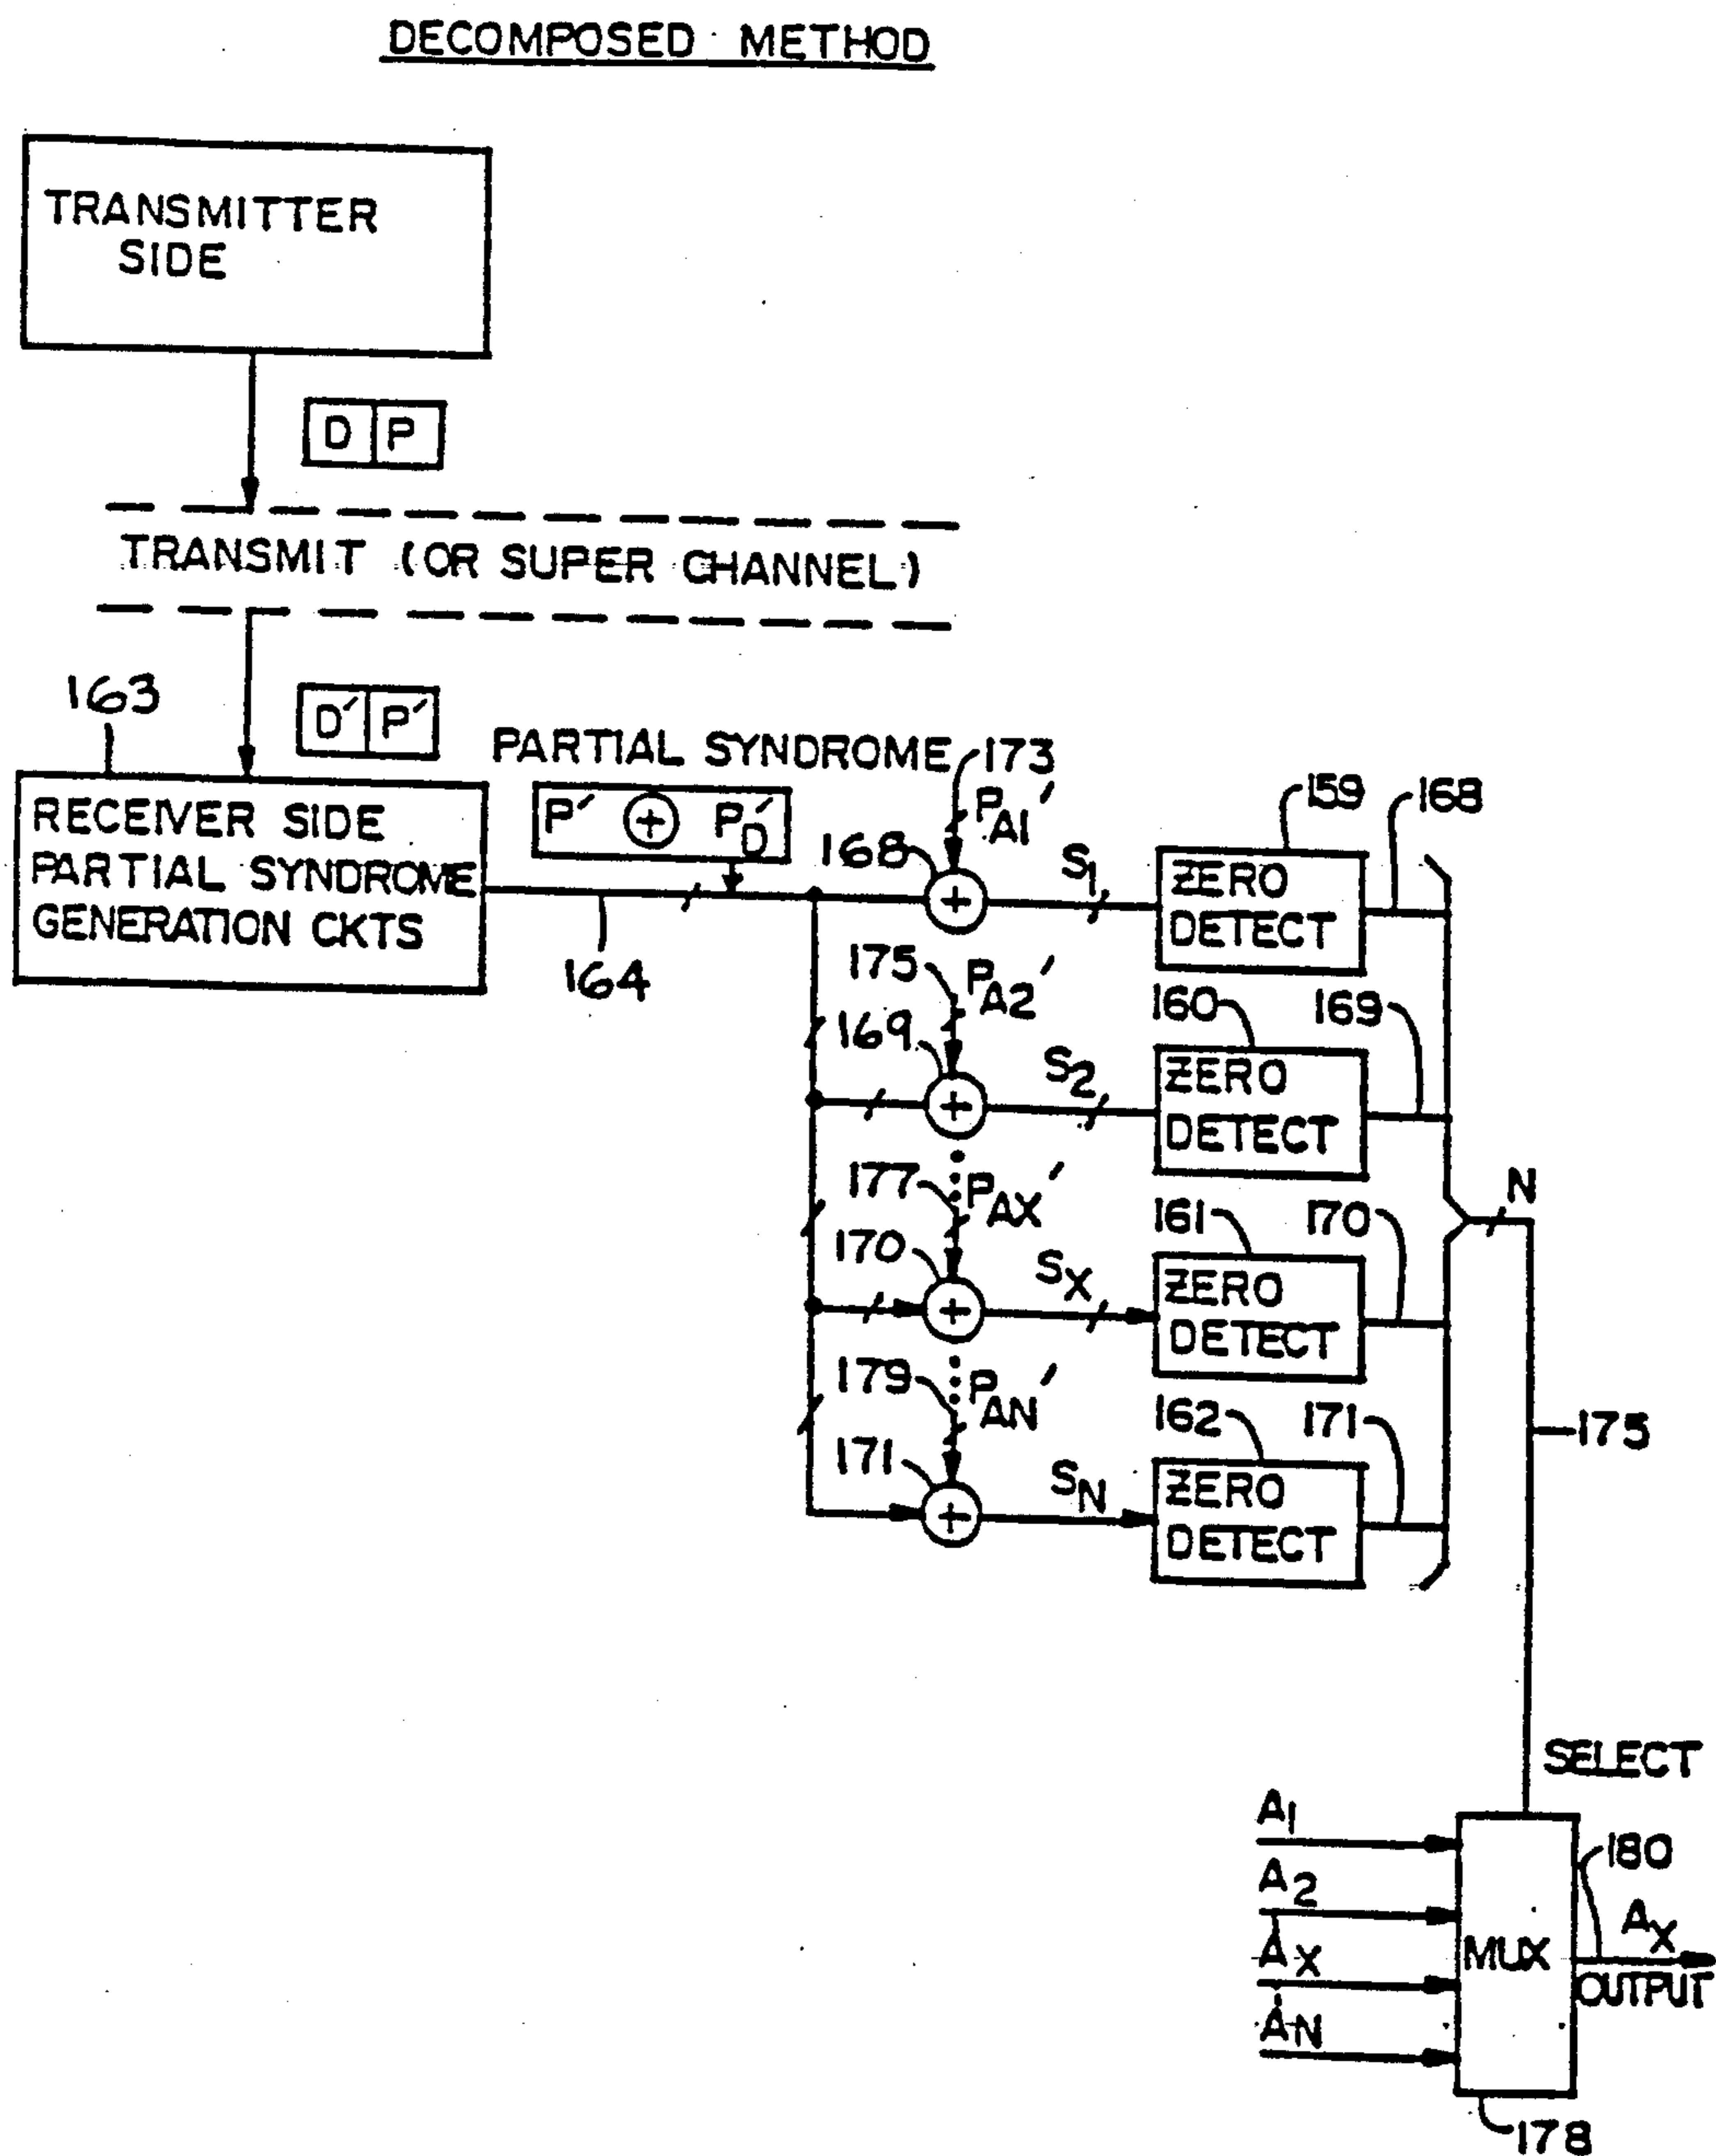 DECOMPOSED METHOD
TRANSMITTER
SIDE
D P
TRANSMIT (OR SUPER CHANNEL)
163
D′ P′
PARTIAL SYNDROME
173
P′ ⊕ PD′
PA1′
RECEIVER SIDE
PARTIAL SYNDROME
GENERATION CKTS
164
168
+
S1
159
ZERO
DETECT
168
175
PA2′
169
+
S2
160
ZERO
DETECT
169
177
PAX′
170
+
SX
161
ZERO
DETECT
170
N
179
PAN′
171
+
SN
162
ZERO
DETECT
171
175
SELECT
A1
A2
AX
AN
MUX
180
AX
OUTPUT
178